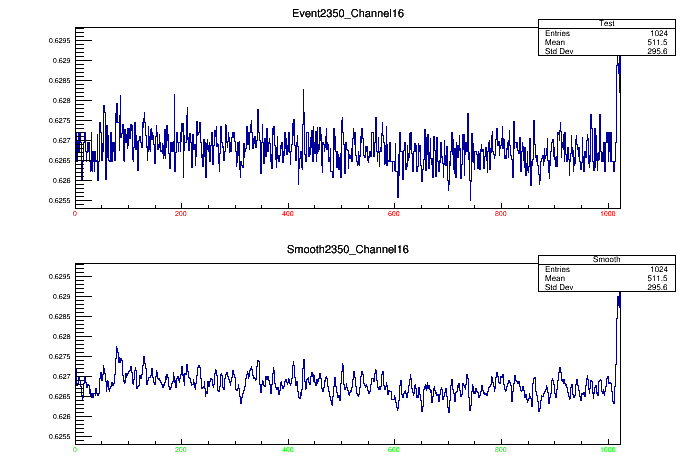 Event2350_Channel16
Test
Entries 1024
Mean 511.5
Std Dev 295.6
0.6295
0.629
0.6285
0.628
0.6275
0.627
0.6265
0.626
0.6255
0 200 400 600 800 1000
Smooth2350_Channel16
Smooth
Entries 1024
Mean 511.5
Std Dev 295.6
0.6295
0.629
0.6285
0.628
0.6275
0.627
0.6265
0.626
0.6255
0 200 400 600 800 1000